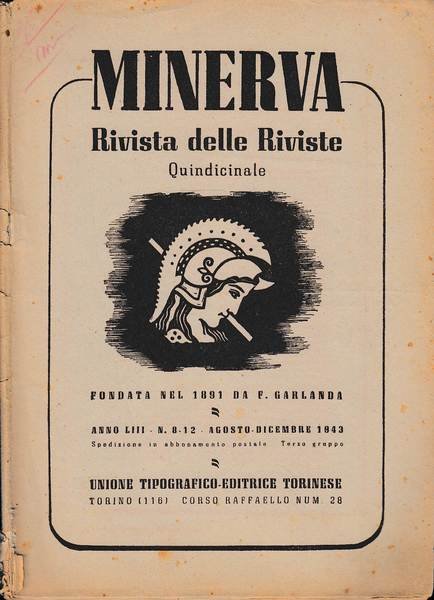 MINERVA
Rivista delle Riviste
Quindicinale
FONDATA NEL 1891 DA F. GARLANDA
ANNO LIII - N. 8-12 - AGOSTO-DICEMBRE 1943
Spedizione in abbonamento postale Terzo gruppo
UNIONE TIPOGRAFICO-EDITRICE TORINESE
TORINO (116) CORSO RAFFAELLO NUM. 28